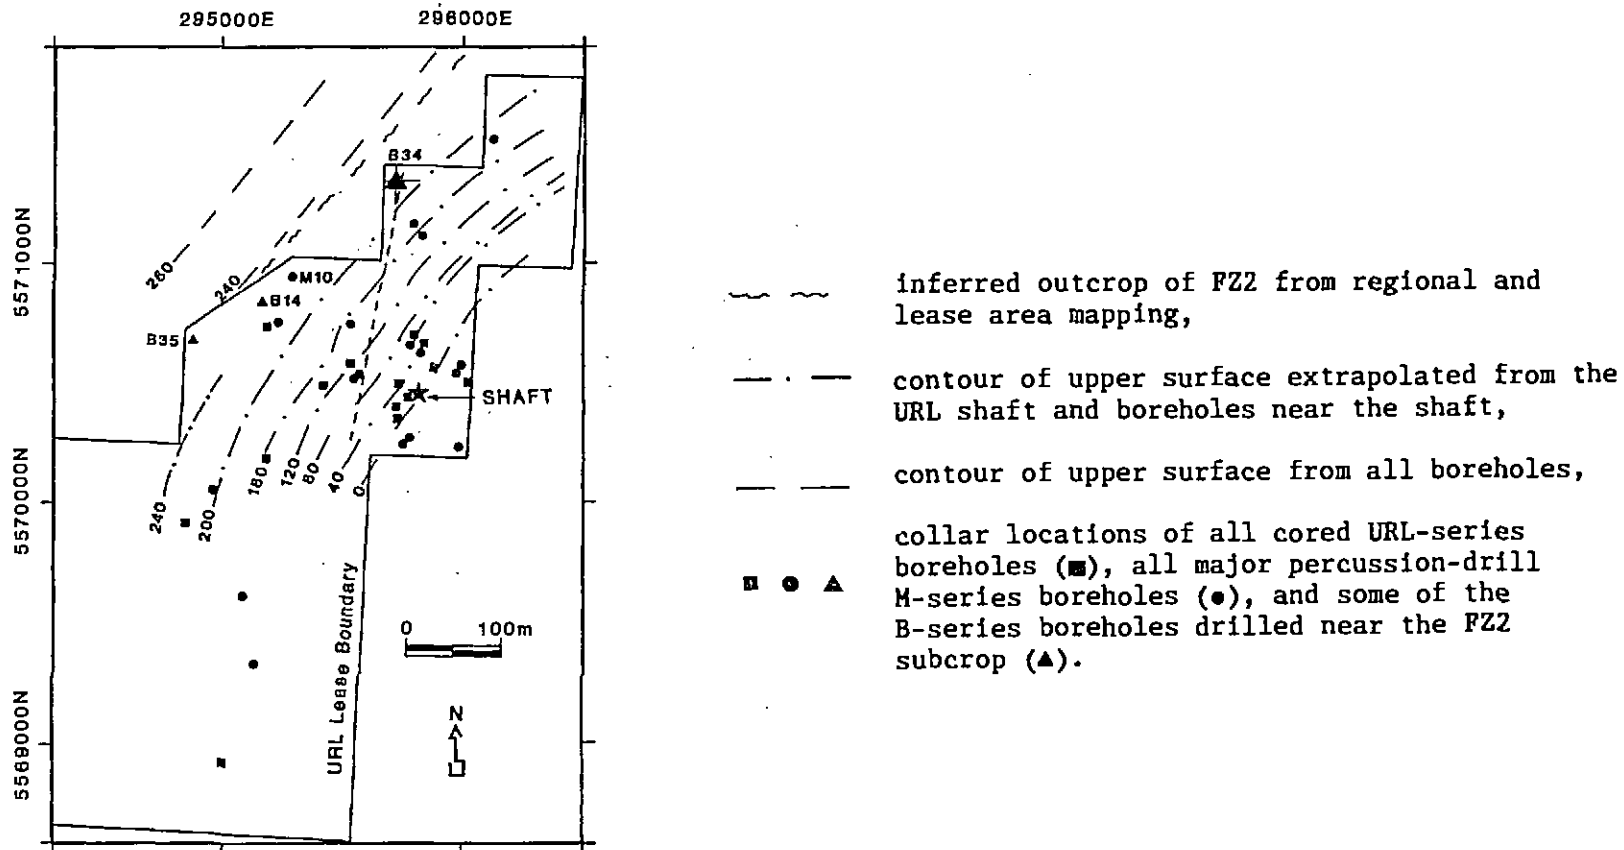 295000E
296000E
B34
5571000N
260
240
M10
B14
B35
SHAFT
180
120
80
40
0
240
200
5570000N
URL Lease Boundary
0 100m
N
5569000N
inferred outcrop of FZ2 from regional and
lease area mapping,
contour of upper surface extrapolated from the
URL shaft and boreholes near the shaft,
contour of upper surface from all boreholes,
collar locations of all cored URL-series
boreholes (■), all major percussion-drill
M-series boreholes (●), and some of the
B-series boreholes drilled near the FZ2
subcrop (▲).